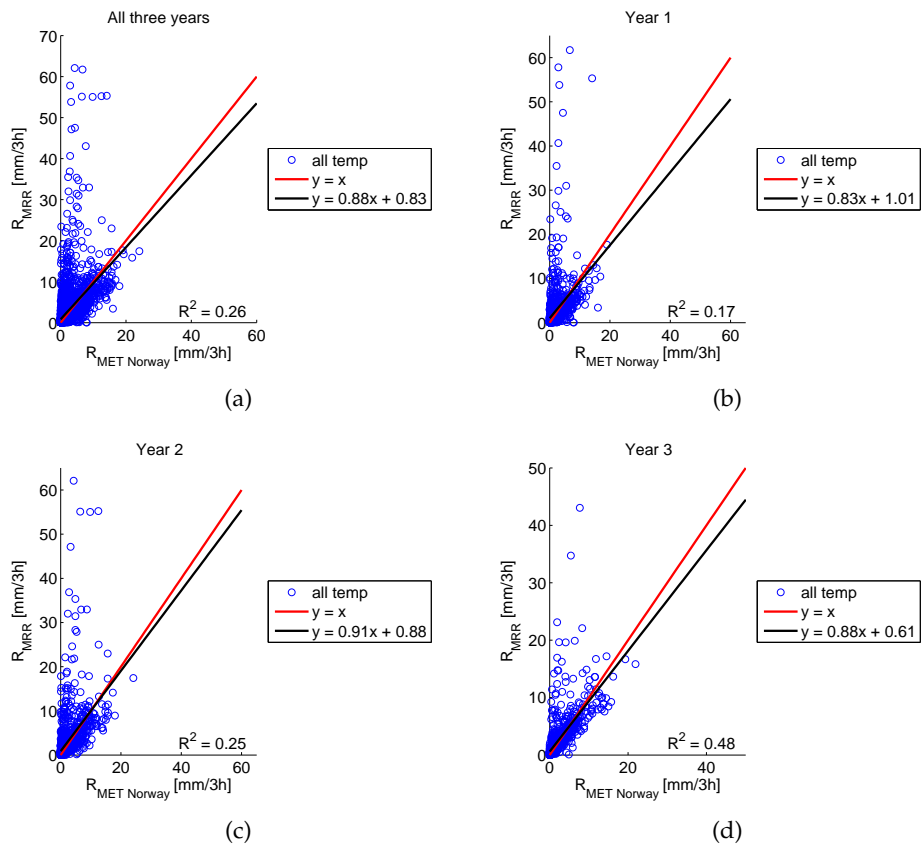 All three years
70
60
50
40
30
20
10
0
R_MRR [mm/3h]
0 20 40 60
R_MET Norway [mm/3h]
R² = 0.26
all temp
y = x
y = 0.88x + 0.83
(a)
Year 1
60
50
40
30
20
10
0
R_MRR [mm/3h]
0 20 40 60
R_MET Norway [mm/3h]
R² = 0.17
all temp
y = x
y = 0.83x + 1.01
(b)
Year 2
60
50
40
30
20
10
0
R_MRR [mm/3h]
0 20 40 60
R_MET Norway [mm/3h]
R² = 0.25
all temp
y = x
y = 0.91x + 0.88
(c)
Year 3
50
40
30
20
10
0
R_MRR [mm/3h]
0 20 40
R_MET Norway [mm/3h]
R² = 0.48
all temp
y = x
y = 0.88x + 0.61
(d)